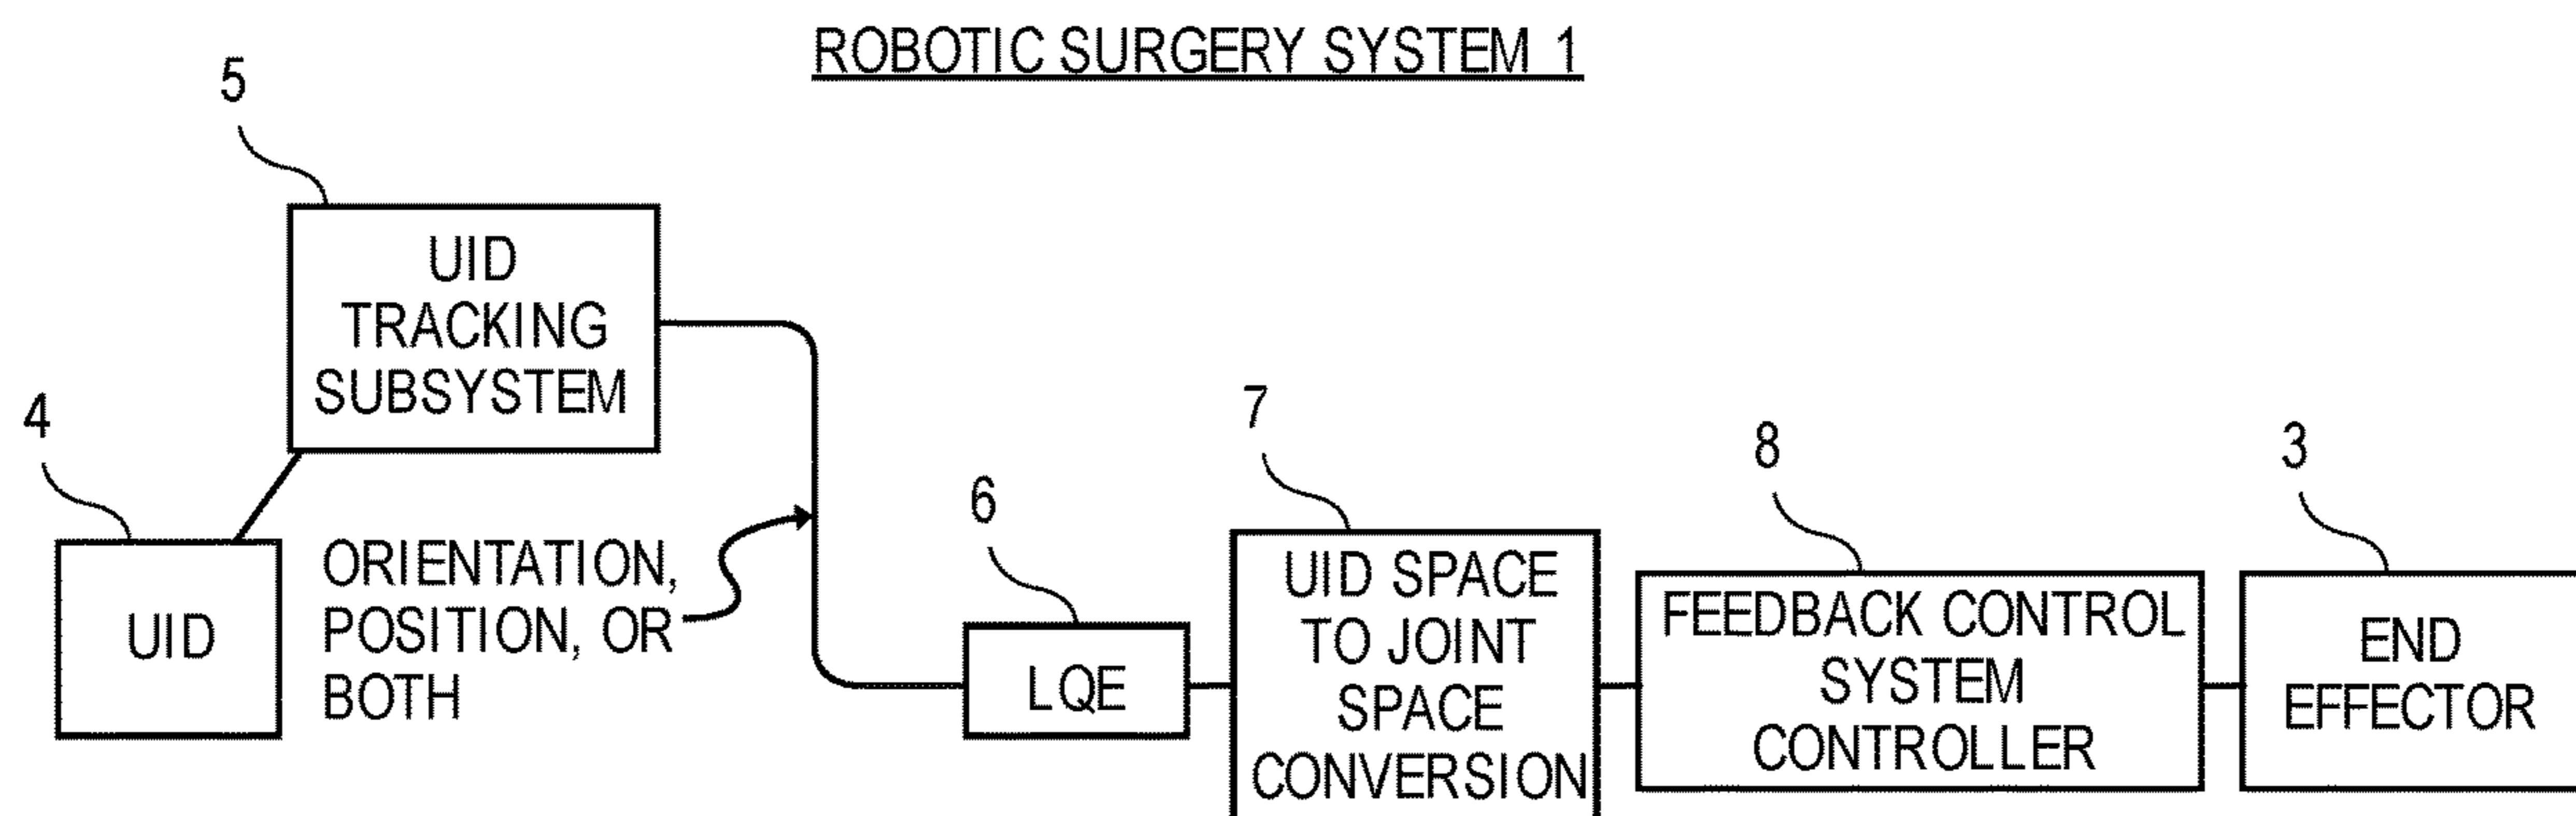 ROBOTIC SURGERY SYSTEM 1
5
UID
TRACKING
SUBSYSTEM
4
UID
ORIENTATION,
POSITION, OR
BOTH
6
LQE
7
UID SPACE
TO JOINT
SPACE
CONVERSION
8
FEEDBACK CONTROL
SYSTEM
CONTROLLER
3
END
EFFECTOR